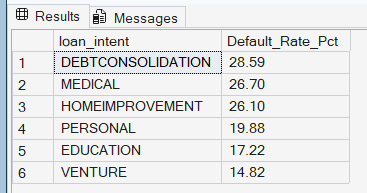 Results Messages
loan_intent Default_Rate_Pct
1 DEBTCONSOLIDATION 28.59
2 MEDICAL 26.70
3 HOMEIMPROVEMENT 26.10
4 PERSONAL 19.88
5 EDUCATION 17.22
6 VENTURE 14.82